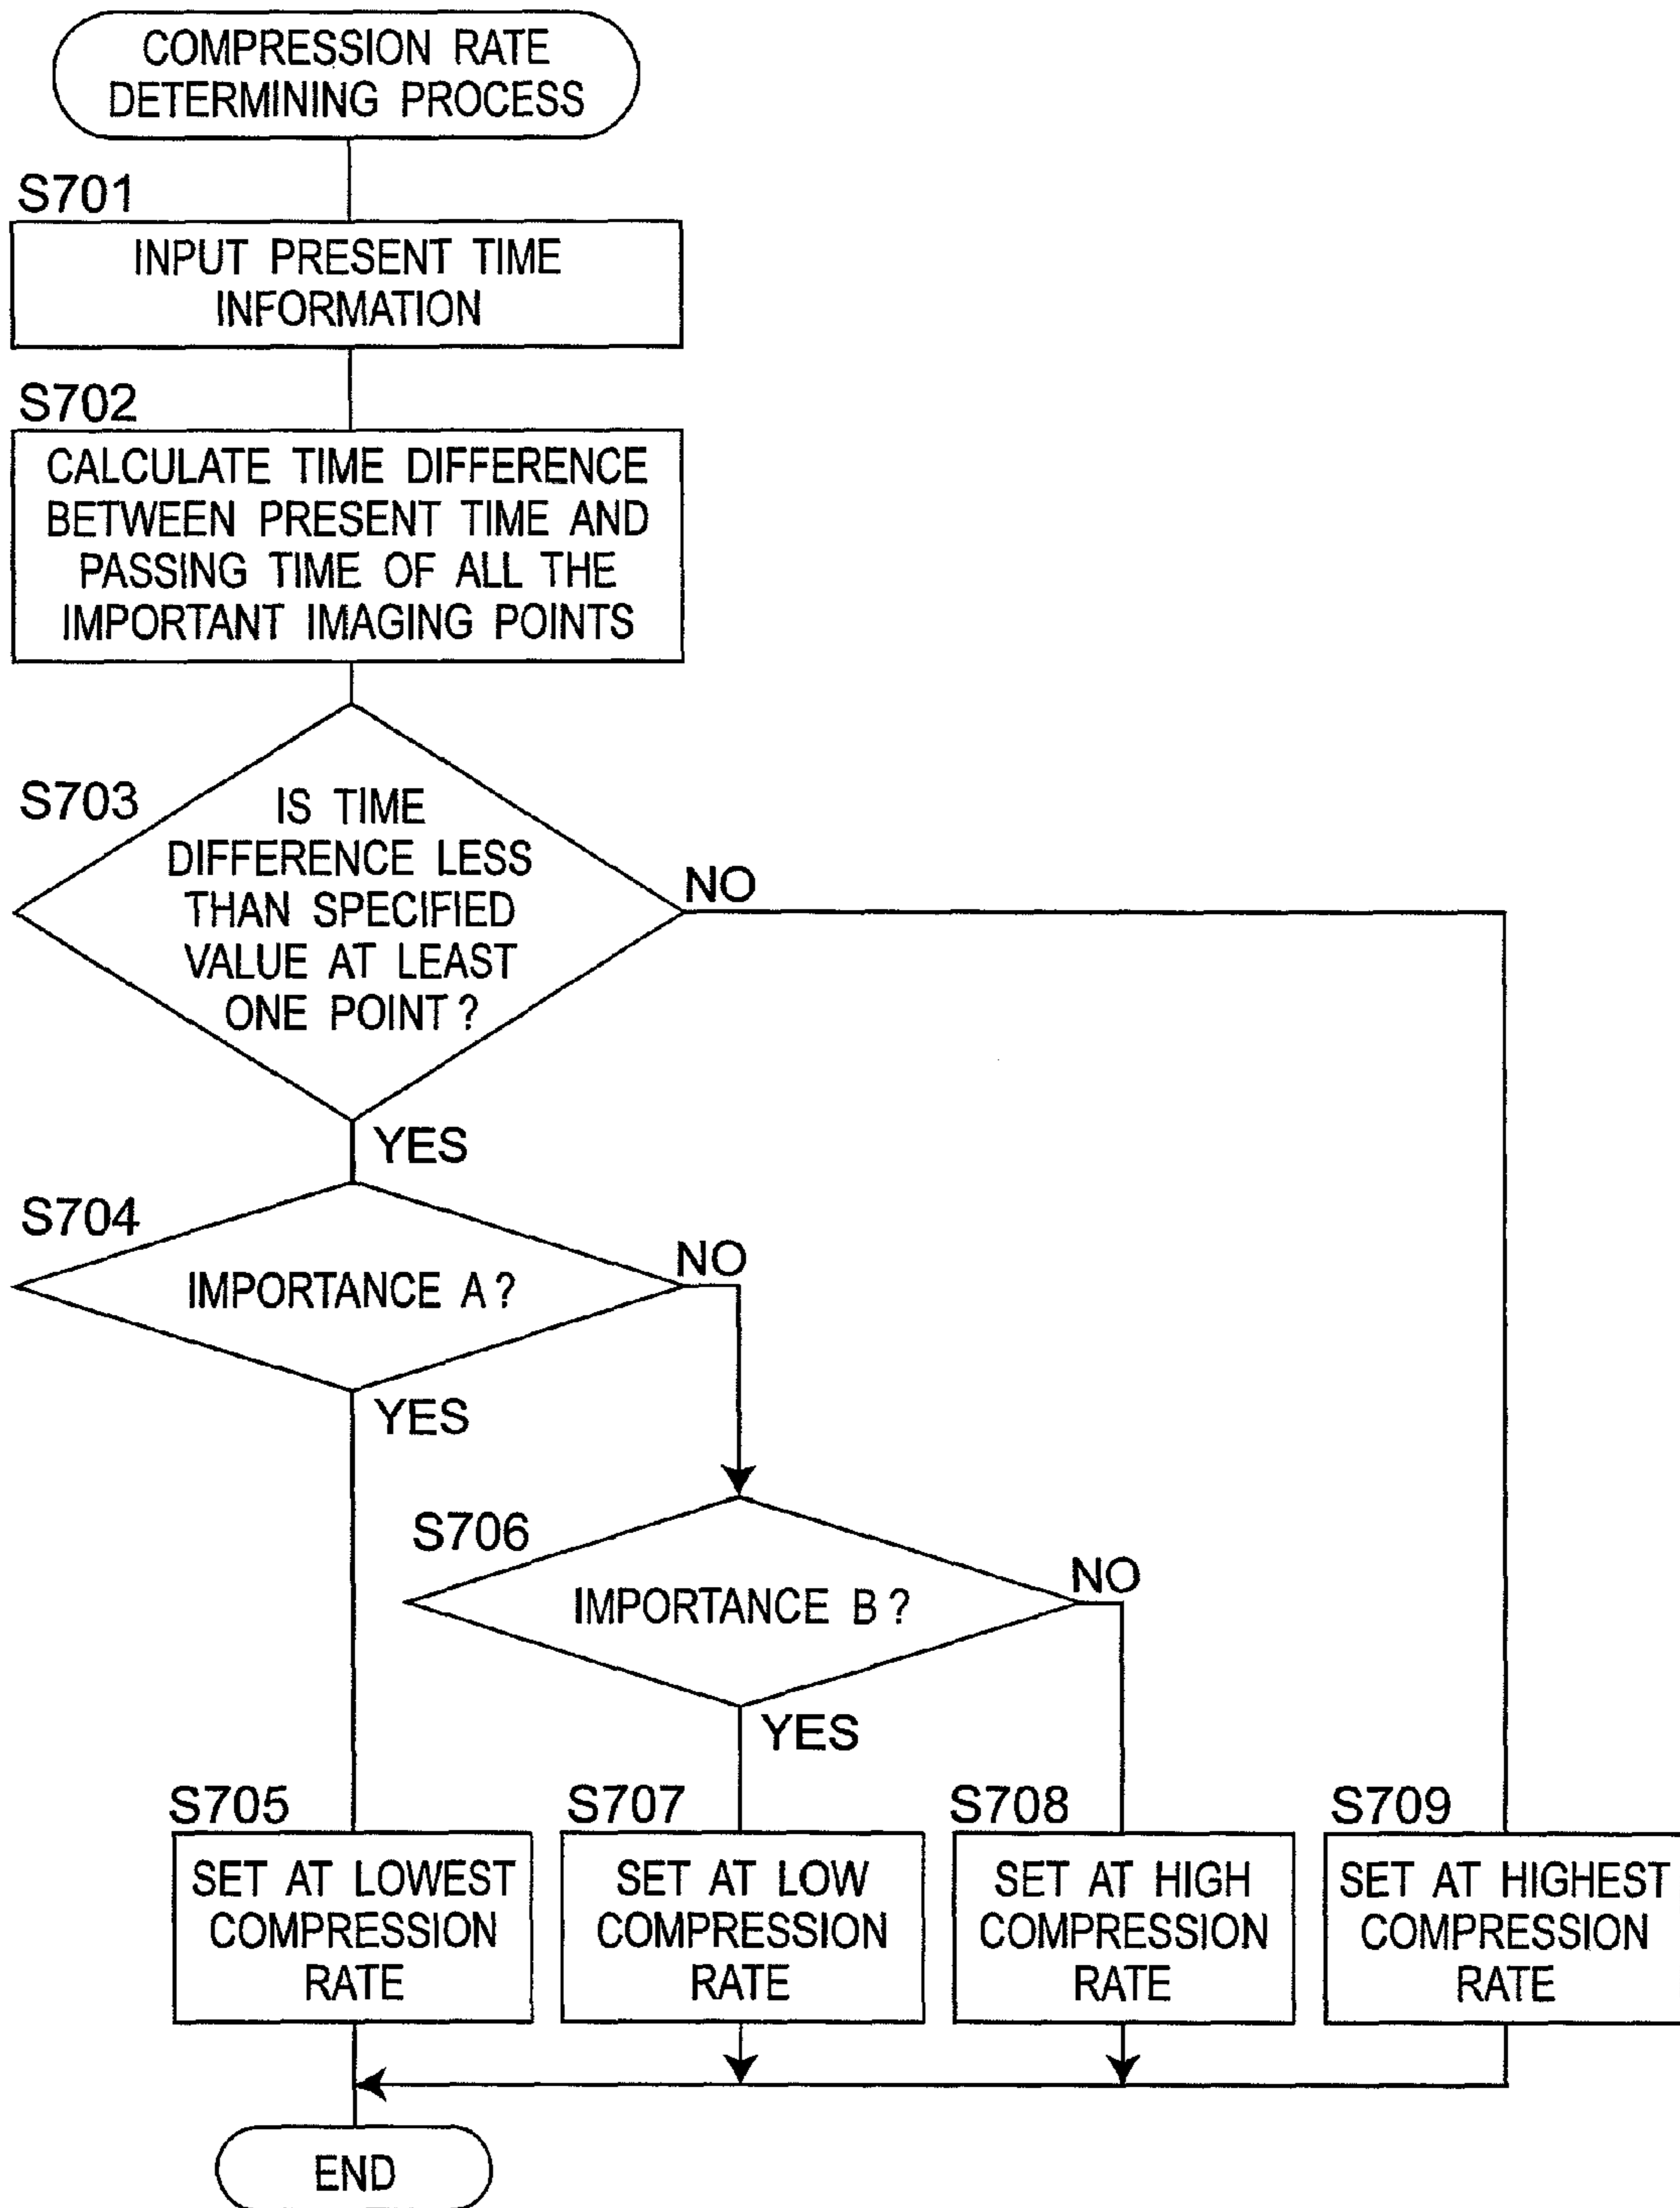 COMPRESSION RATE
DETERMINING PROCESS
S701
INPUT PRESENT TIME
INFORMATION
S702
CALCULATE TIME DIFFERENCE
BETWEEN PRESENT TIME AND
PASSING TIME OF ALL THE
IMPORTANT IMAGING POINTS
S703
IS TIME
DIFFERENCE LESS
THAN SPECIFIED
VALUE AT LEAST
ONE POINT?
NO
YES
S704
IMPORTANCE A?
NO
YES
S706
IMPORTANCE B?
NO
YES
S705
SET AT LOWEST
COMPRESSION
RATE
S707
SET AT LOW
COMPRESSION
RATE
S708
SET AT HIGH
COMPRESSION
RATE
S709
SET AT HIGHEST
COMPRESSION
RATE
END